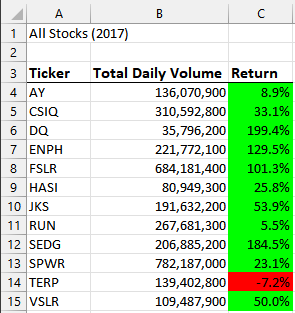 A B C
1 All Stocks (2017)
2
3 Ticker Total Daily Volume Return
4 AY 136,070,900 8.9%
5 CSIQ 310,592,800 33.1%
6 DQ 35,796,200 199.4%
7 ENPH 221,772,100 129.5%
8 FSLR 684,181,400 101.3%
9 HASI 80,949,300 25.8%
10 JKS 191,632,200 53.9%
11 RUN 267,681,300 5.5%
12 SEDG 206,885,200 184.5%
13 SPWR 782,187,000 23.1%
14 TERP 139,402,800 -7.2%
15 VSLR 109,487,900 50.0%